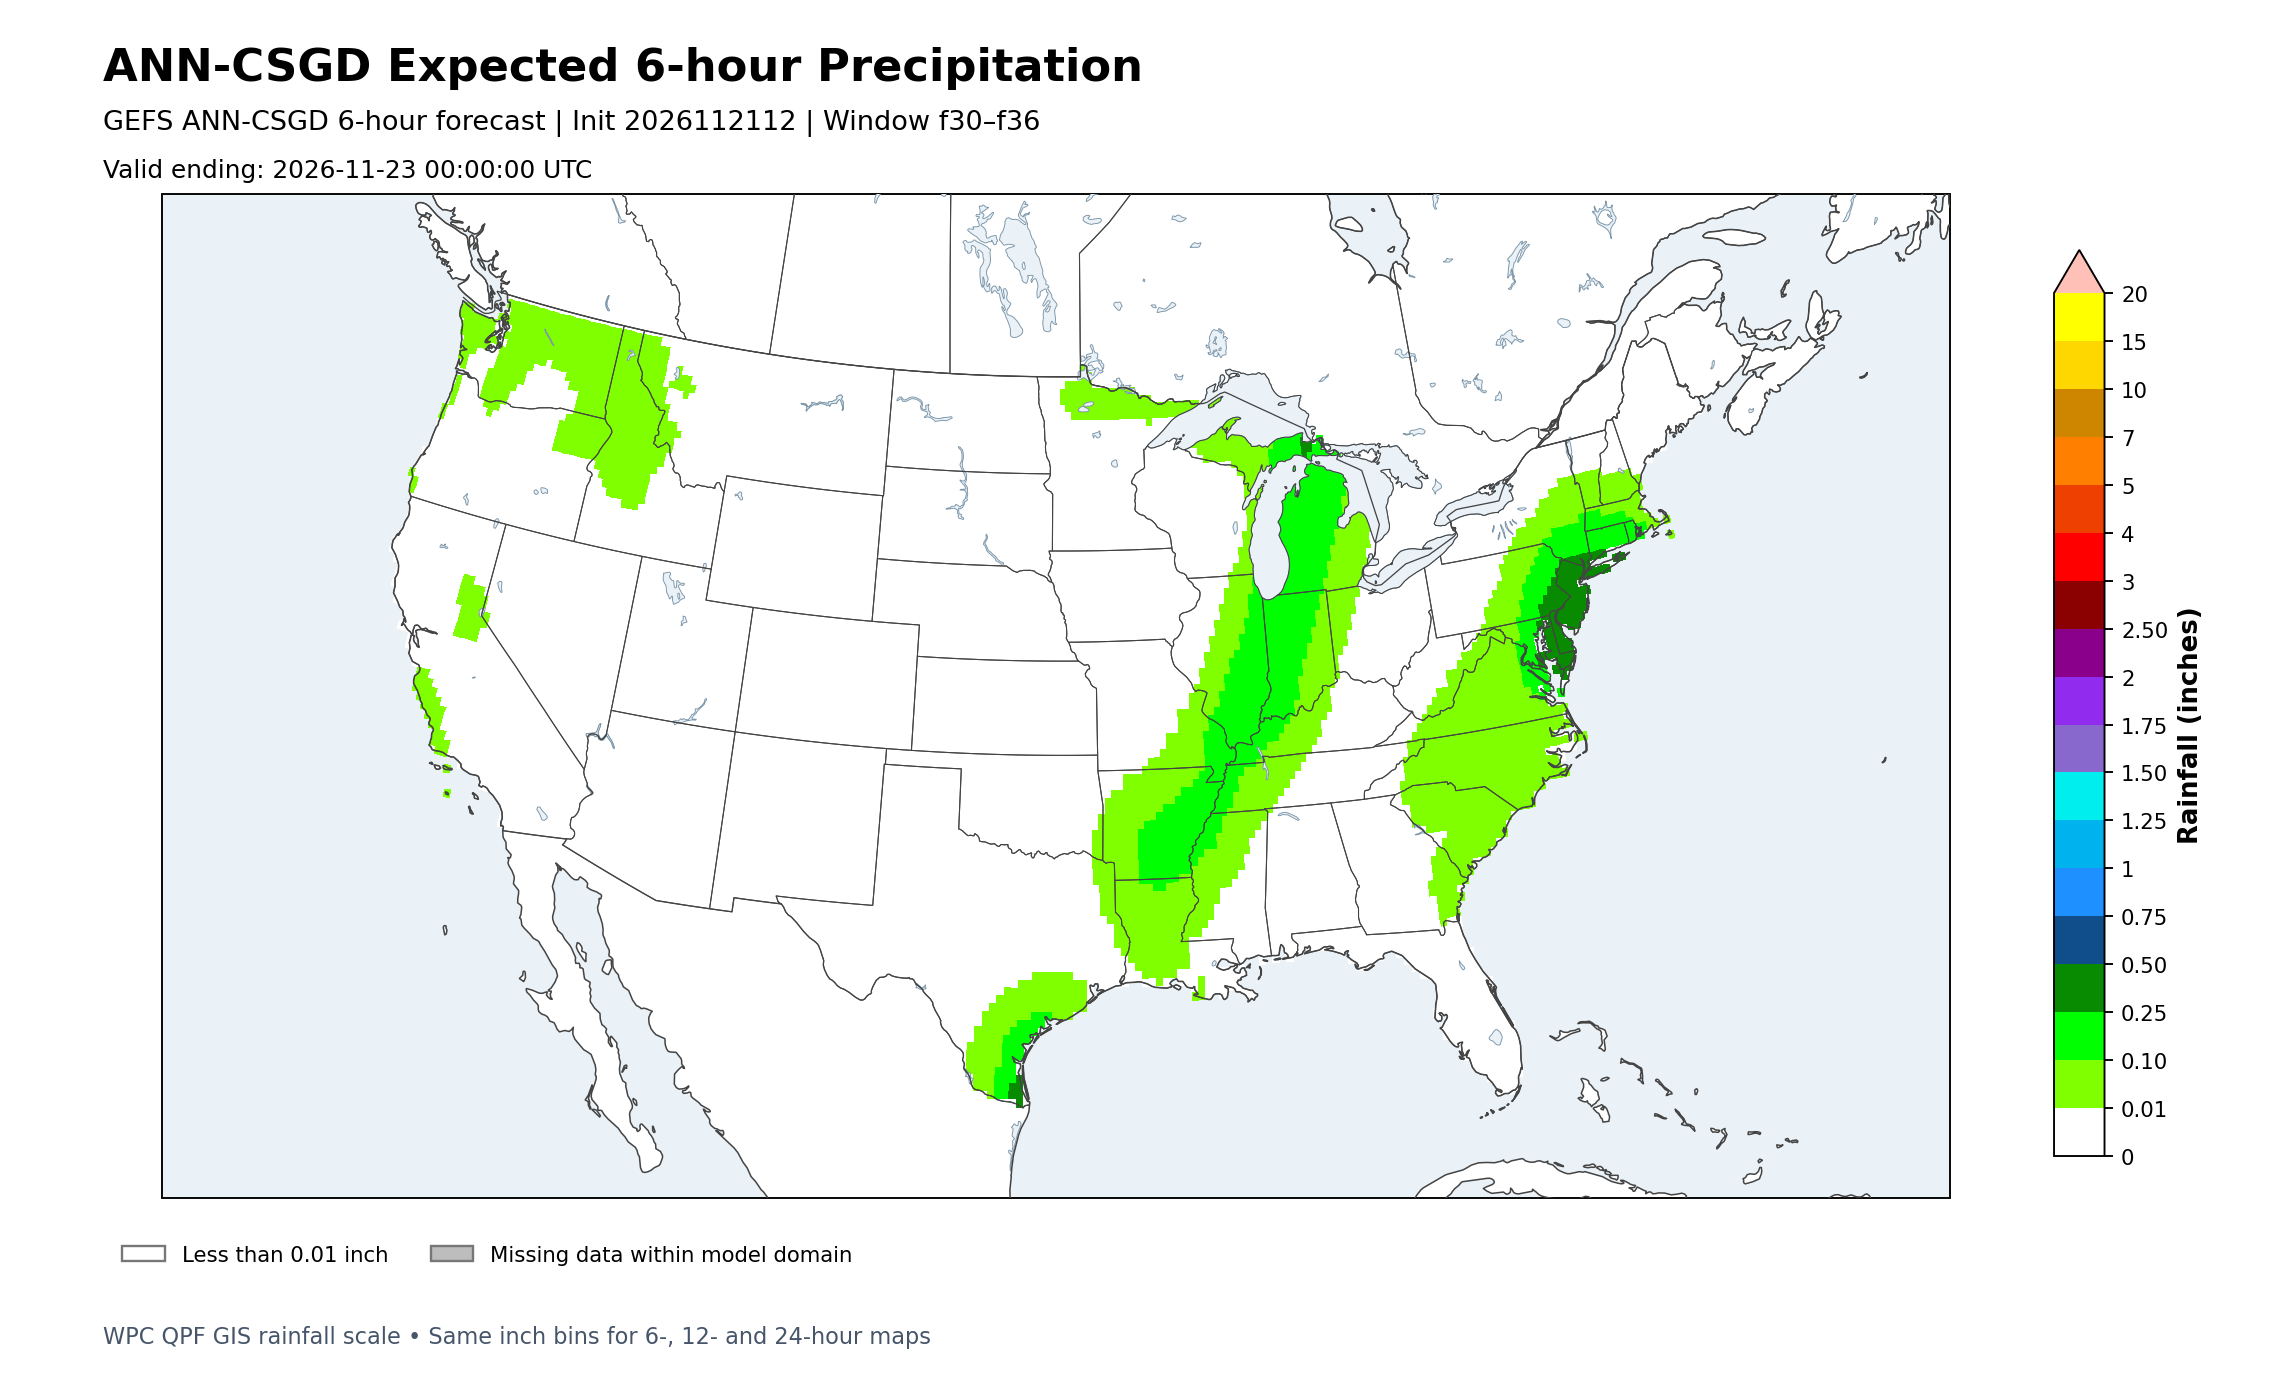 ANN-CSGD Expected 6-hour Precipitation
GEFS ANN-CSGD 6-hour forecast | Init 2026112112 | Window f30–f36
Valid ending: 2026-11-23 00:00:00 UTC
20
15
10
7
5
4
3
2.50
2
1.75
1.50
1.25
1
0.75
0.50
0.25
0.10
0.01
0
Rainfall (inches)
Less than 0.01 inch
Missing data within model domain
WPC QPF GIS rainfall scale • Same inch bins for 6-, 12- and 24-hour maps